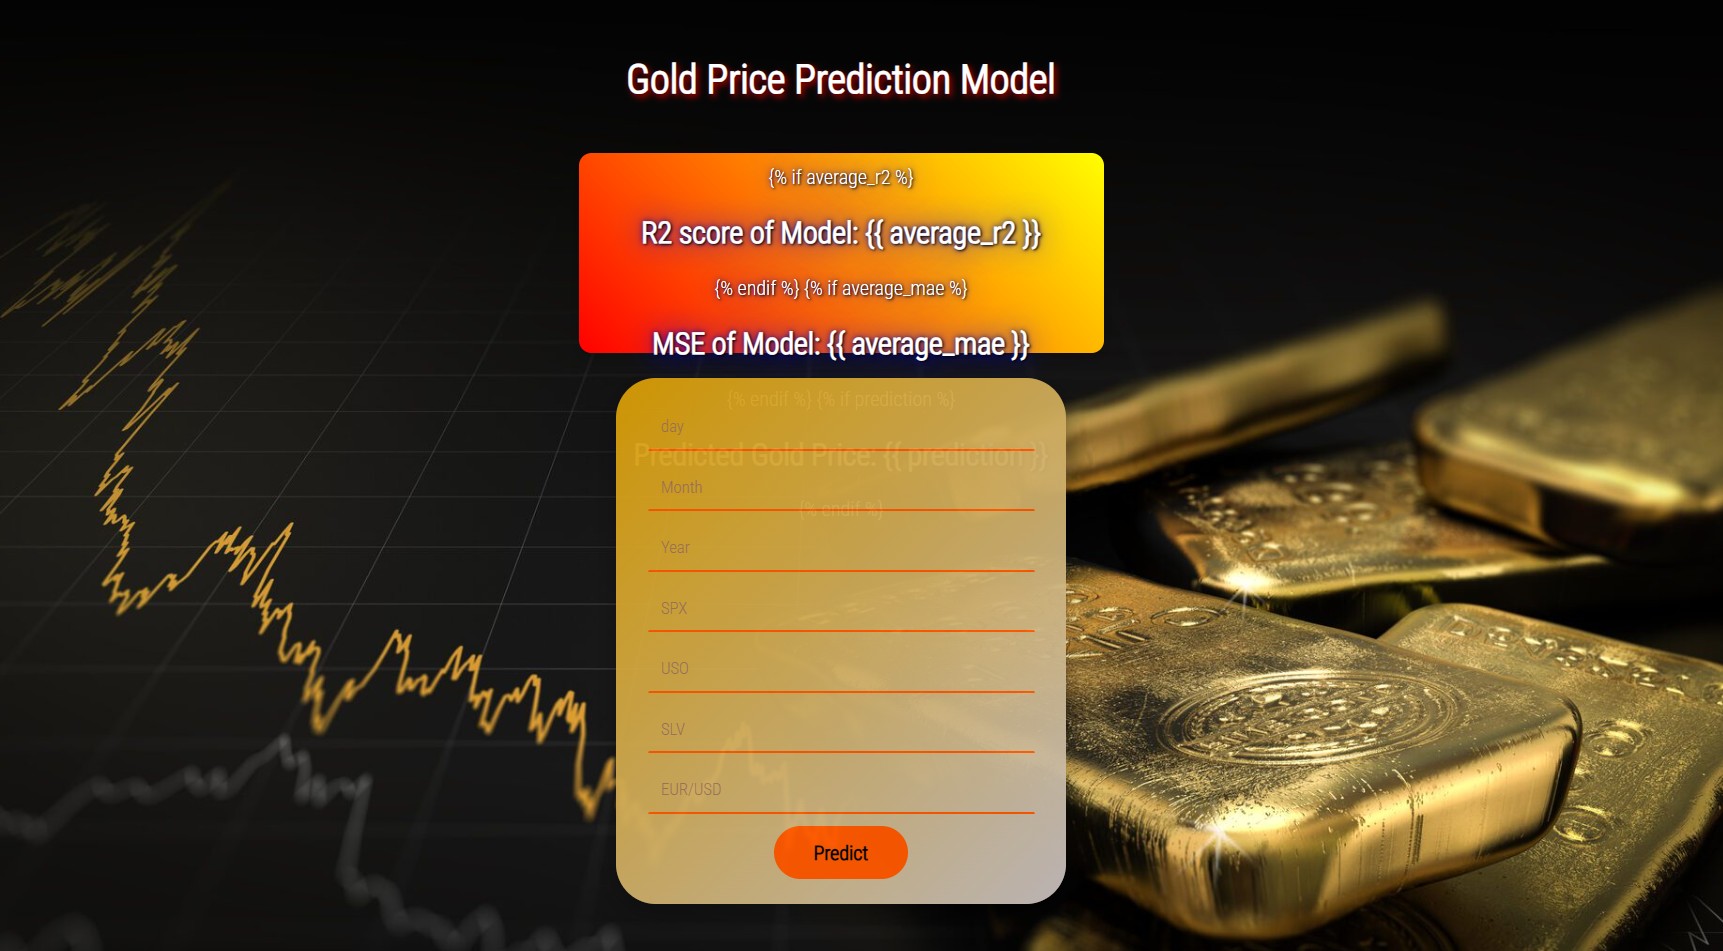 Gold Price Prediction Model
{% if average_r2 %}
R2 score of Model: {{ average_r2 }}
{% endif %} {% if average_mae %}
MSE of Model: {{ average_mae }}
{% endif %} {% if prediction %}
day
Predicted Gold Price: {{ prediction }}
Month
{% endif %}
Year
SPX
USO
SLV
EUR/USD
Predict